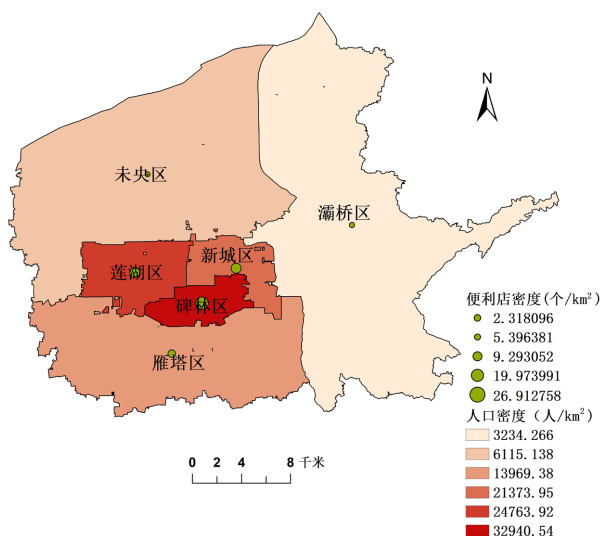 N
未央区
灞桥区
新城区
莲湖区
碑林区
雁塔区
便利店密度(个/km²)
2.318096
5.396381
9.293052
19.973991
26.912758
人口密度（人/km²)
3234.266
6115.138
13969.38
21373.95
24763.92
32940.54
0 2 4 8 千米